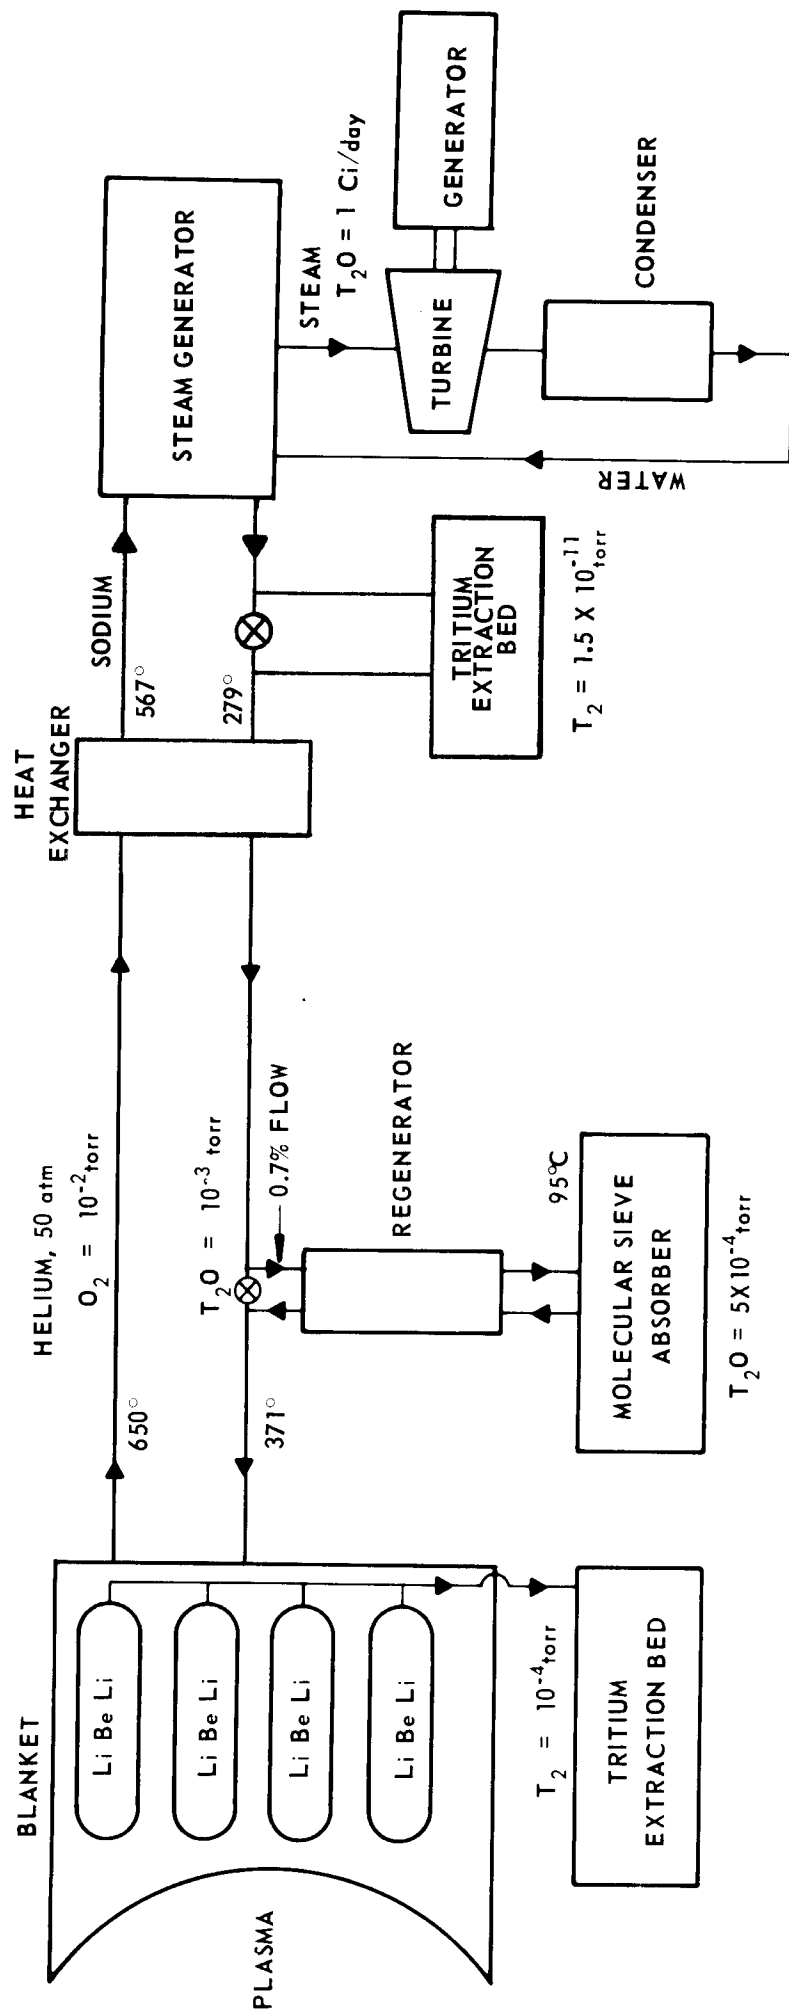 PLASMA
BLANKET
Li Be Li
Li Be Li
Li Be Li
Li Be Li
T₂ = 10⁻⁴ torr
TRITIUM
EXTRACTION BED
HELIUM, 50 atm
O₂ = 10⁻² torr
650°
T₂O = 10⁻³ torr
371°
0.7% FLOW
REGENERATOR
95°C
MOLECULAR SIEVE
ABSORBER
T₂O = 5X10⁻⁴ torr
HEAT
EXCHANGER
SODIUM
567°
279°
TRITIUM
EXTRACTION
BED
T₂ = 1.5 X 10⁻¹¹ torr
STEAM GENERATOR
STEAM
T₂O = 1 Ci/day
TURBINE
GENERATOR
CONDENSER
WATER